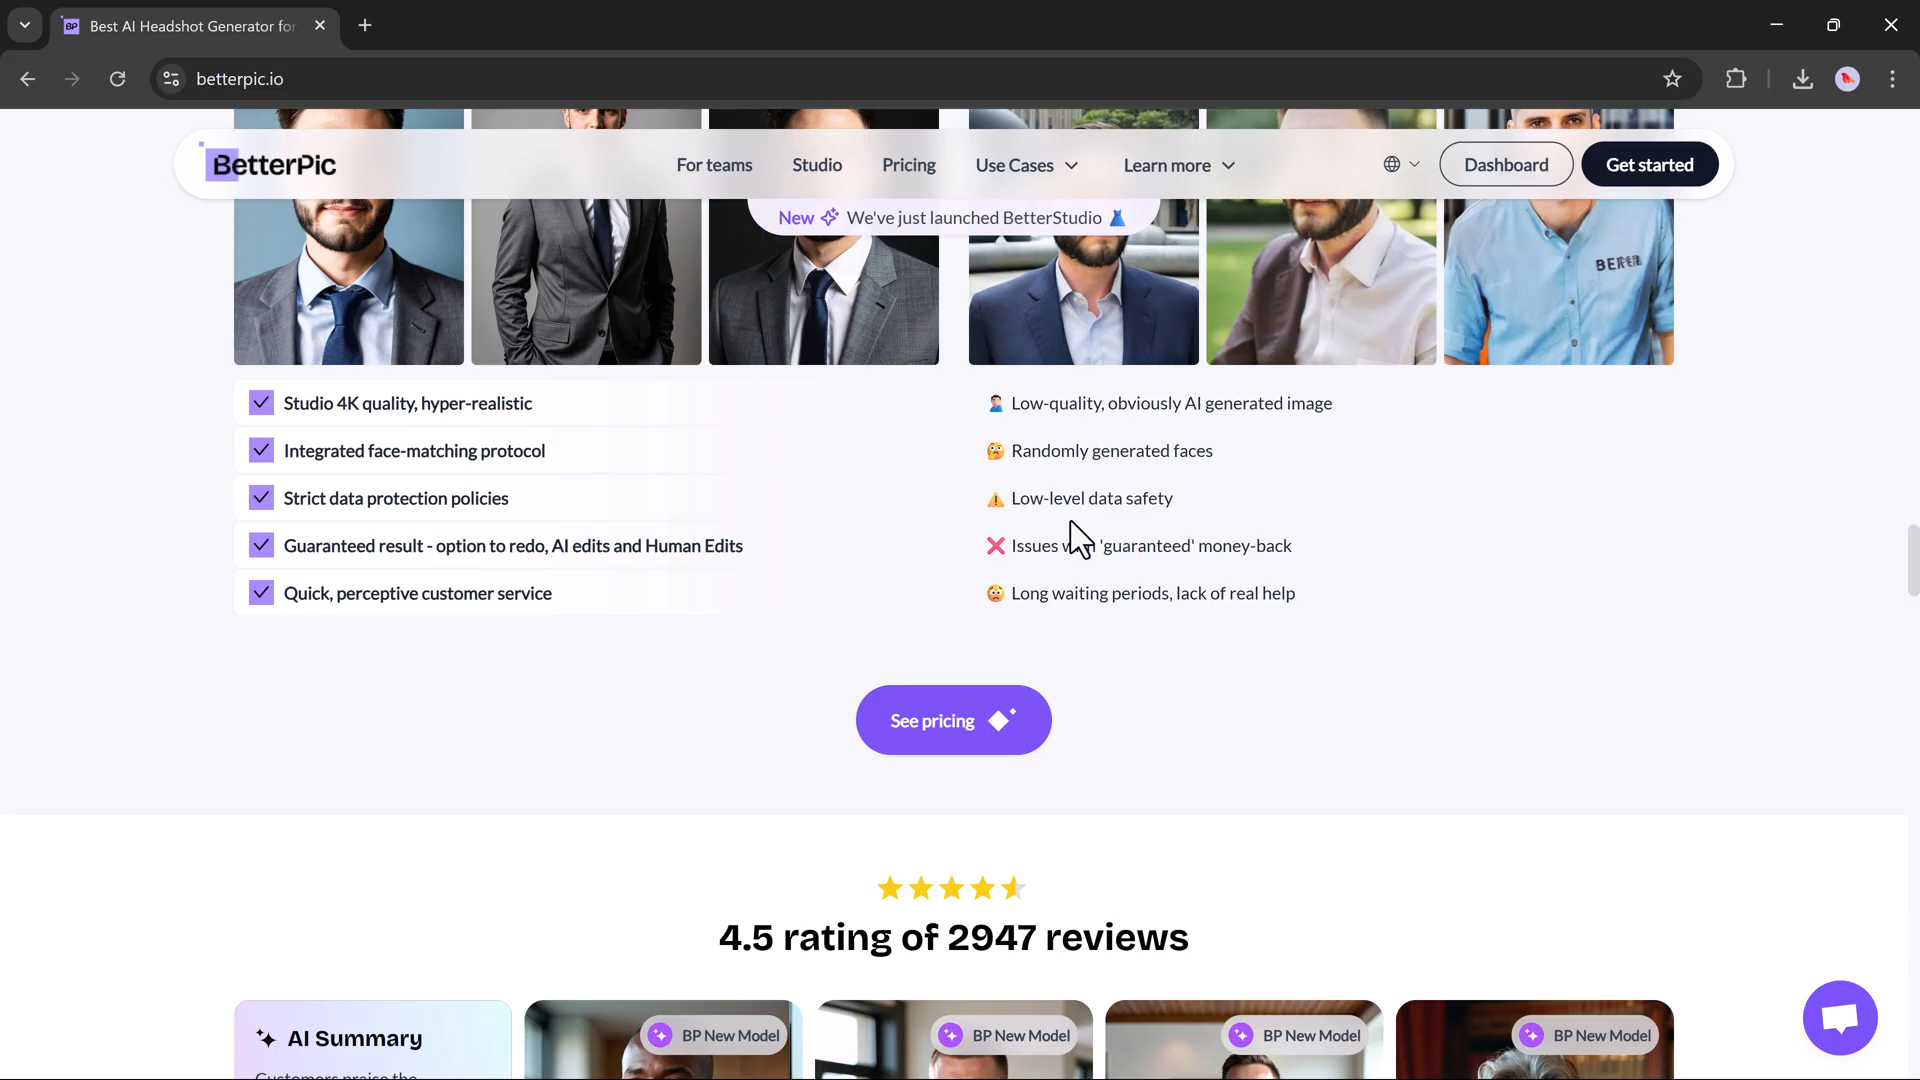 BP Best AI Headshot Generator for
betterpic.io
BetterPic
For teams
Studio
Pricing
Use Cases
Learn more
Dashboard
Get started
New We've just launched BetterStudio
Studio 4K quality, hyper-realistic
Integrated face-matching protocol
Strict data protection policies
Guaranteed result - option to redo, AI edits and Human Edits
Quick, perceptive customer service
Low-quality, obviously AI generated image
Randomly generated faces
Low-level data safety
Issues 'guaranteed' money-back
Long waiting periods, lack of real help
See pricing
4.5 rating of 2947 reviews
AI Summary
Customers praise the
BP New Model
BP New Model
BP New Model
BP New Model